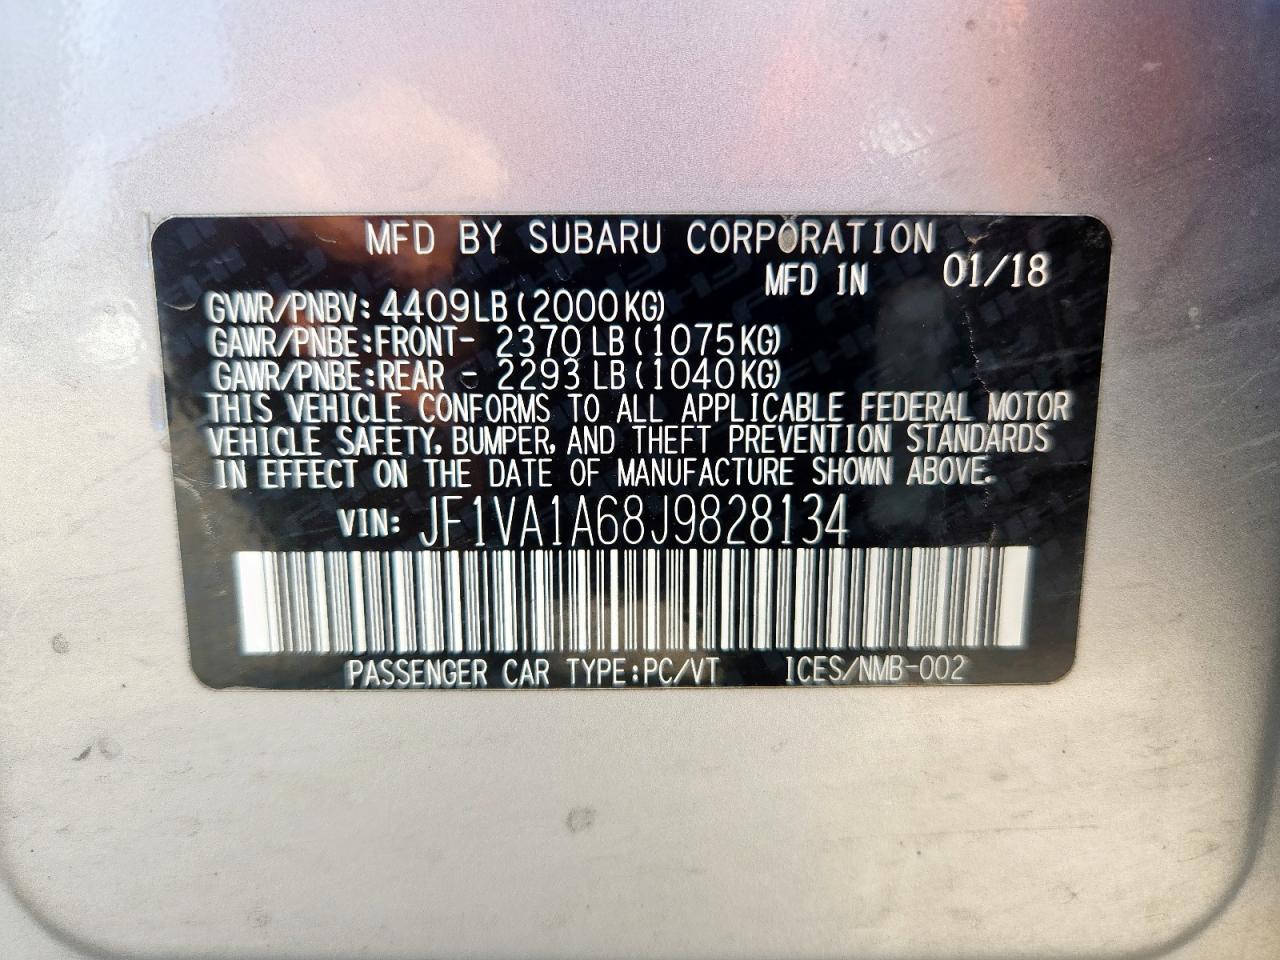 MFD BY SUBARU CORPORATION
MFD IN 01/18
GVWR/PNBV: 4409LB(2000KG)
GAWR/PNBE:FRONT- 2370LB(1075KG)
GAWR/PNBE:REAR - 2293LB(1040KG)
THIS VEHICLE CONFORMS TO ALL APPLICABLE FEDERAL MOTOR
VEHICLE SAFETY, BUMPER, AND THEFT PREVENTION STANDARDS
IN EFFECT ON THE DATE OF MANUFACTURE SHOWN ABOVE.
VIN: JF1VA1A68J9828134
PASSENGER CAR TYPE:PC/VT ICES/NMB-002